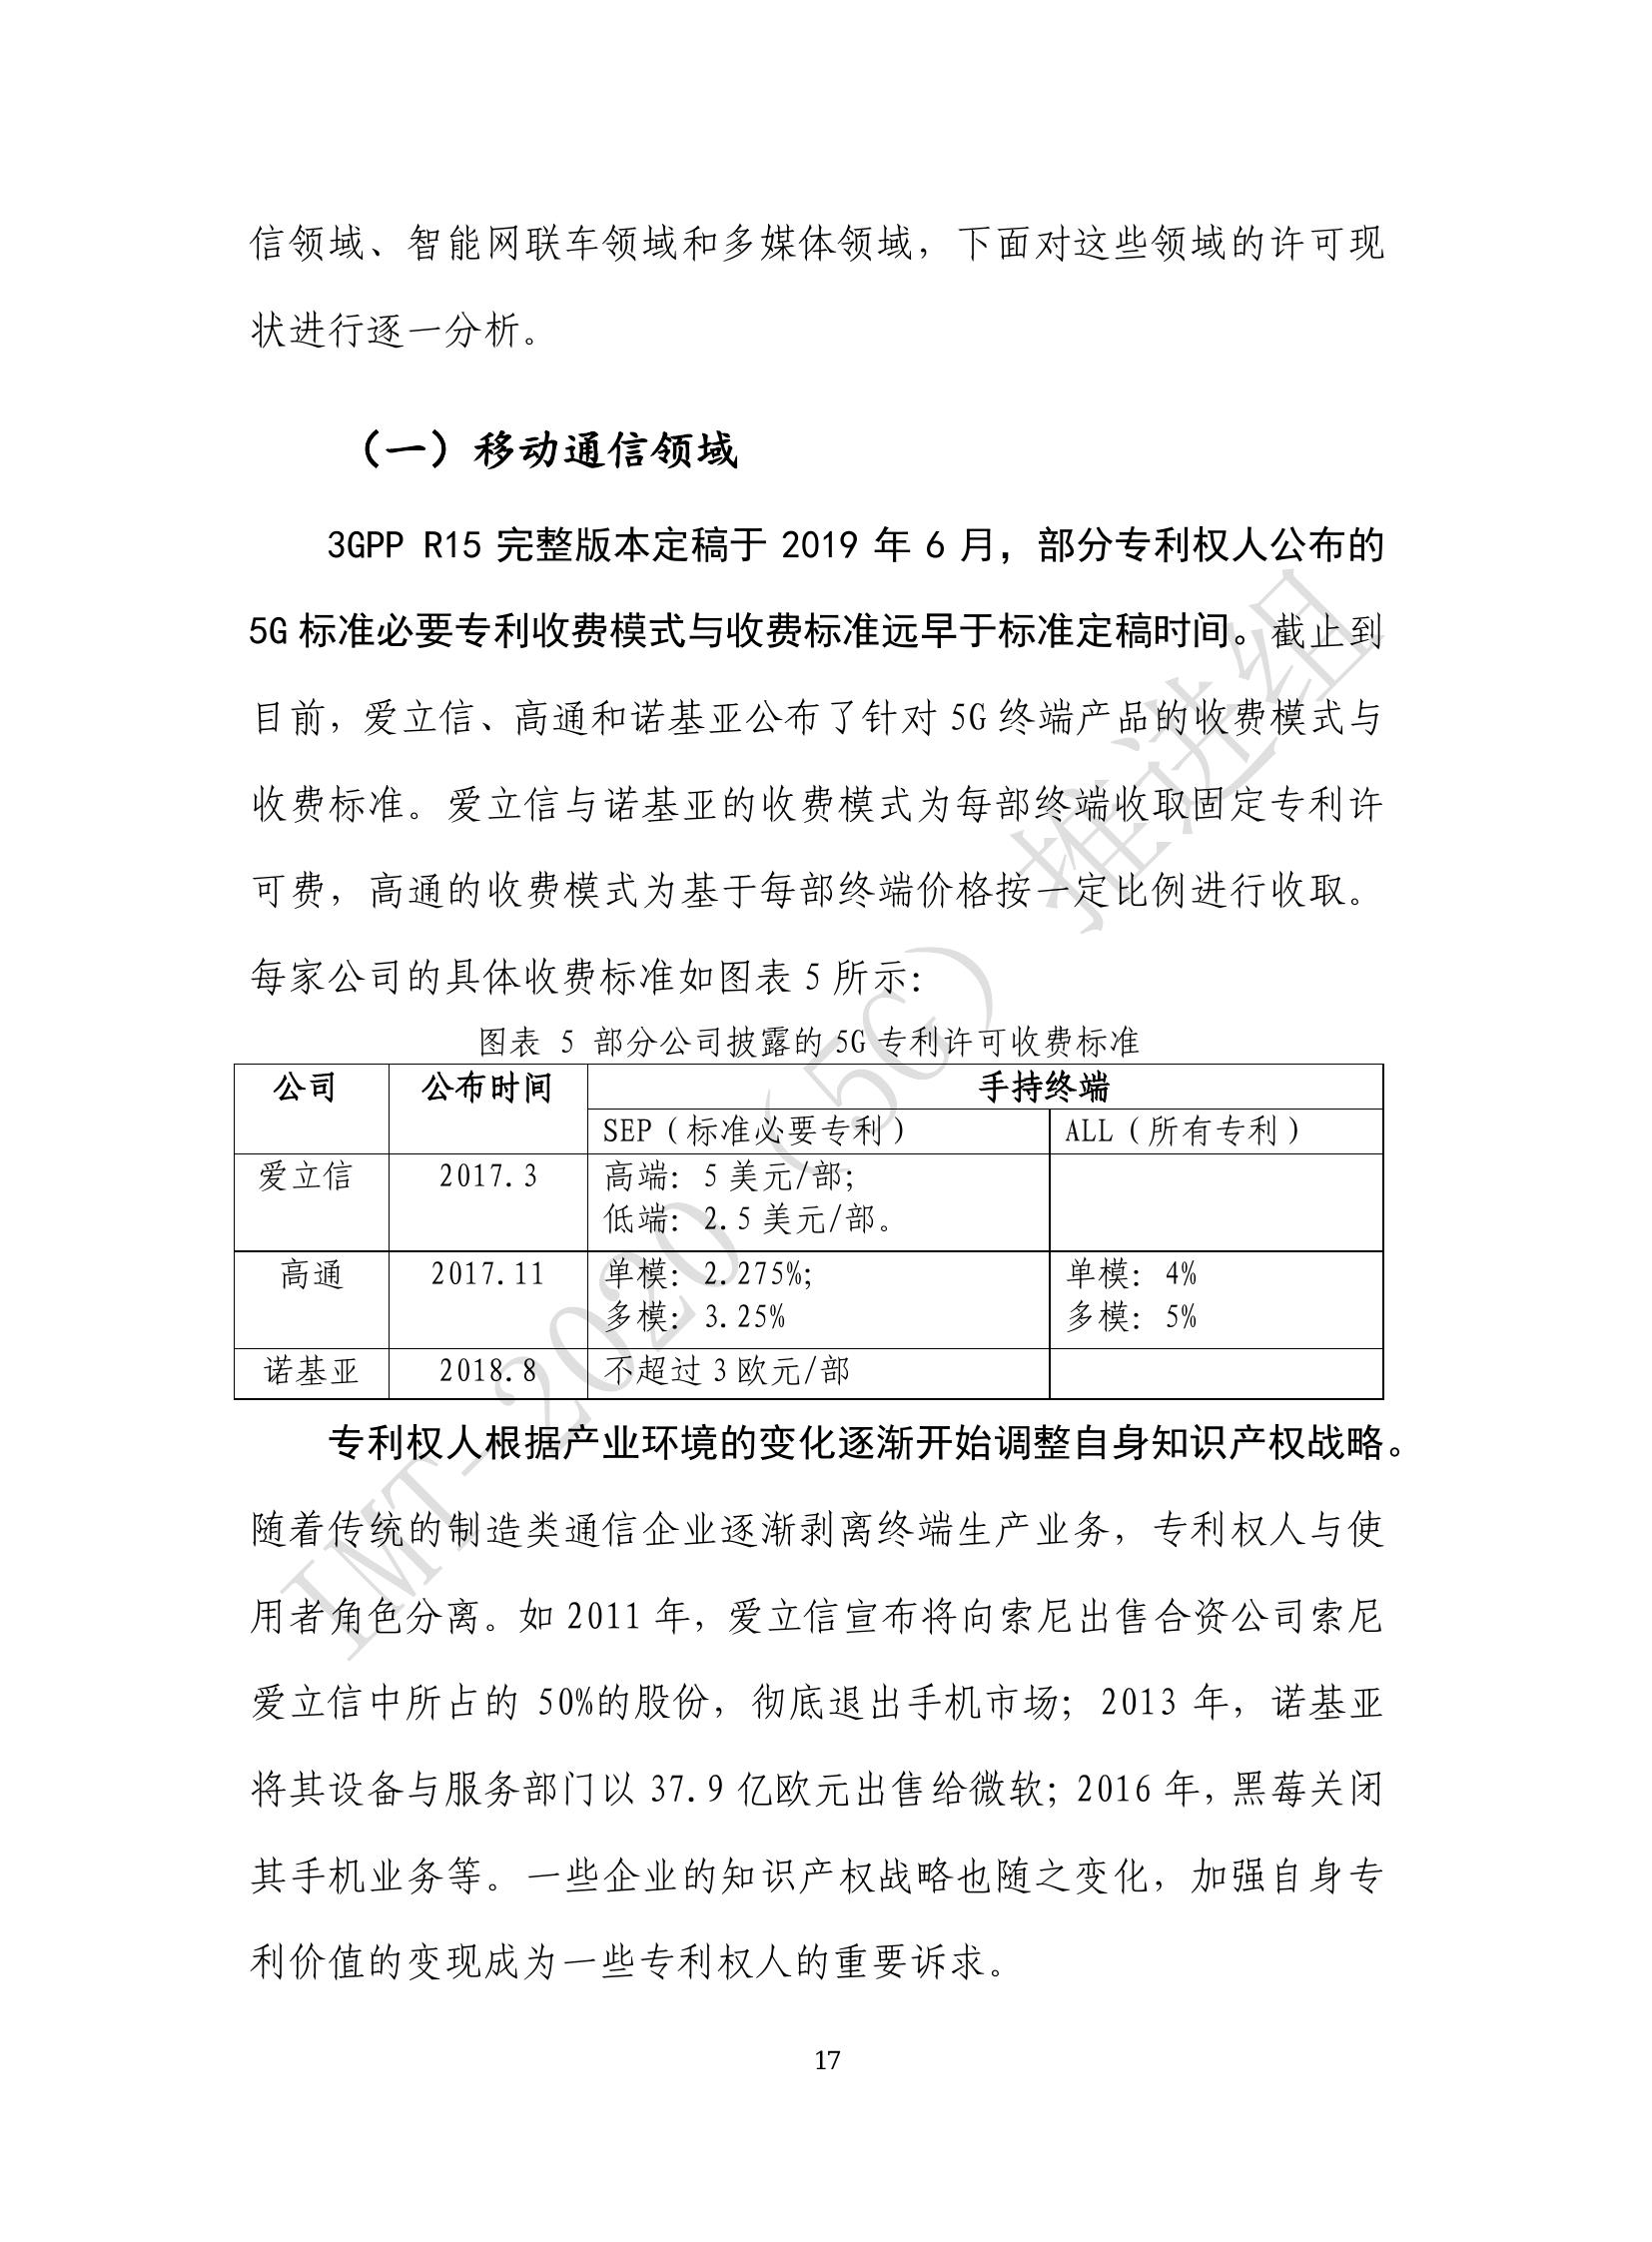 信领域、智能网联车领域和多媒体领域，下面对这些领域的许可现
状进行逐一分析。
（一）移动通信领域
3GPP R15 完整版本定稿于 2019 年 6 月，部分专利权人公布的
5G 标准必要专利收费模式与收费标准远早于标准定稿时间。截止到
目前，爱立信、高通和诺基亚公布了针对 5G 终端产品的收费模式与
收费标准。爱立信与诺基亚的收费模式为每部终端收取固定专利许
可费，高通的收费模式为基于每部终端价格按一定比例进行收取。
每家公司的具体收费标准如图表 5 所示：
图表 5 部分公司披露的 5G 专利许可收费标准
公司 公布时间 手持终端
SEP（标准必要专利） ALL（所有专利）
爱立信 2017.3 高端：5 美元/部；
低端：2.5 美元/部。
高通 2017.11 单模：2.275%； 单模：4%
多模：3.25% 多模：5%
诺基亚 2018.8 不超过 3 欧元/部
专利权人根据产业环境的变化逐渐开始调整自身知识产权战略。
随着传统的制造类通信企业逐渐剥离终端生产业务，专利权人与使
用者角色分离。如 2011 年，爱立信宣布将向索尼出售合资公司索尼
爱立信中所占的 50%的股份，彻底退出手机市场；2013 年，诺基亚
将其设备与服务部门以 37.9 亿欧元出售给微软；2016 年，黑莓关闭
其手机业务等。一些企业的知识产权战略也随之变化，加强自身专
利价值的变现成为一些专利权人的重要诉求。
17
IMT-2020（5G）推进组